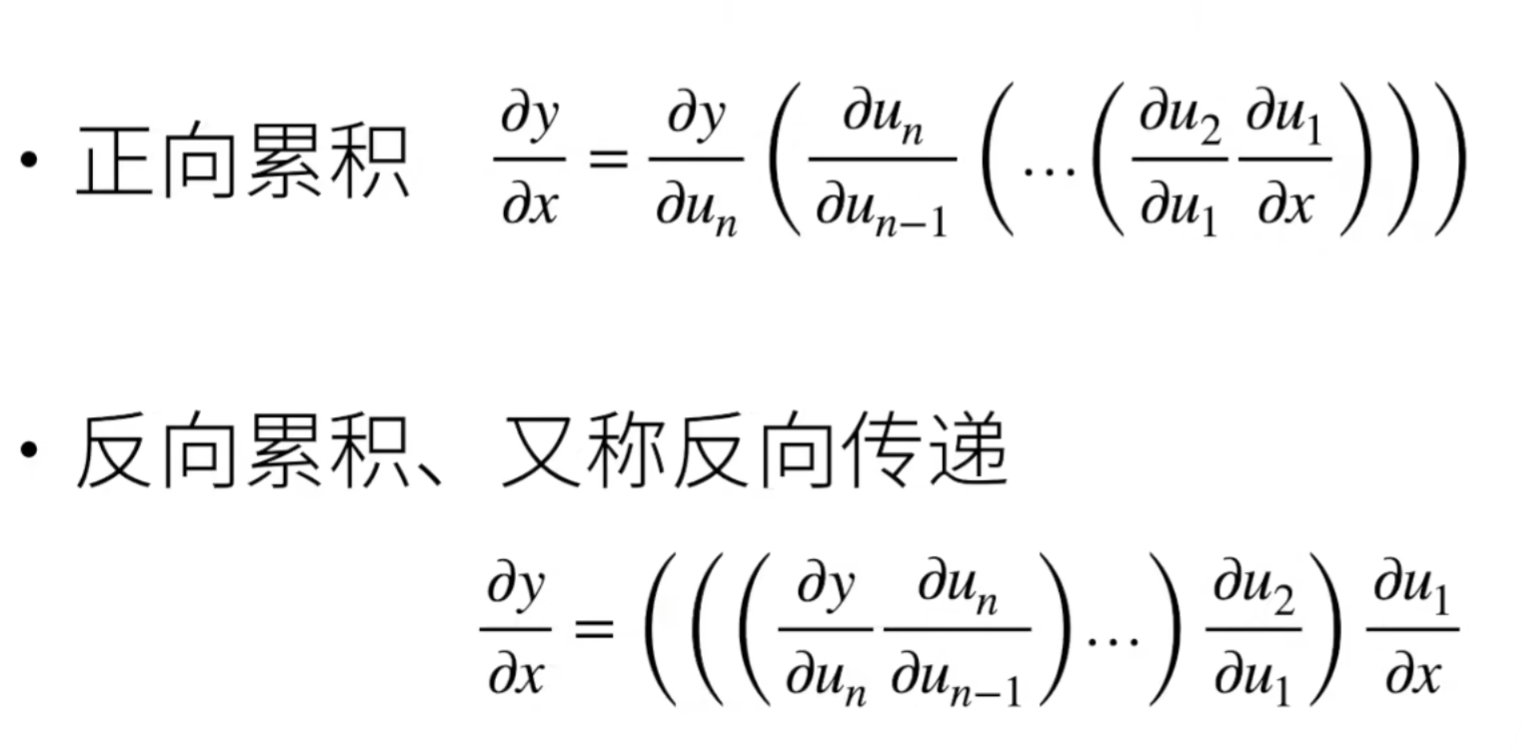 • 正向累积 $\frac{\partial y}{\partial x} = \frac{\partial y}{\partial u_n} \left( \frac{\partial u_n}{\partial u_{n-1}} \left( \ldots \left( \frac{\partial u_2}{\partial u_1} \frac{\partial u_1}{\partial x} \right) \right) \right)$
• 反向累积、又称反向传递
$\frac{\partial y}{\partial x} = \left( \left( \left( \frac{\partial y}{\partial u_n} \frac{\partial u_n}{\partial u_{n-1}} \right) \ldots \right) \frac{\partial u_2}{\partial u_1} \right) \frac{\partial u_1}{\partial x}$